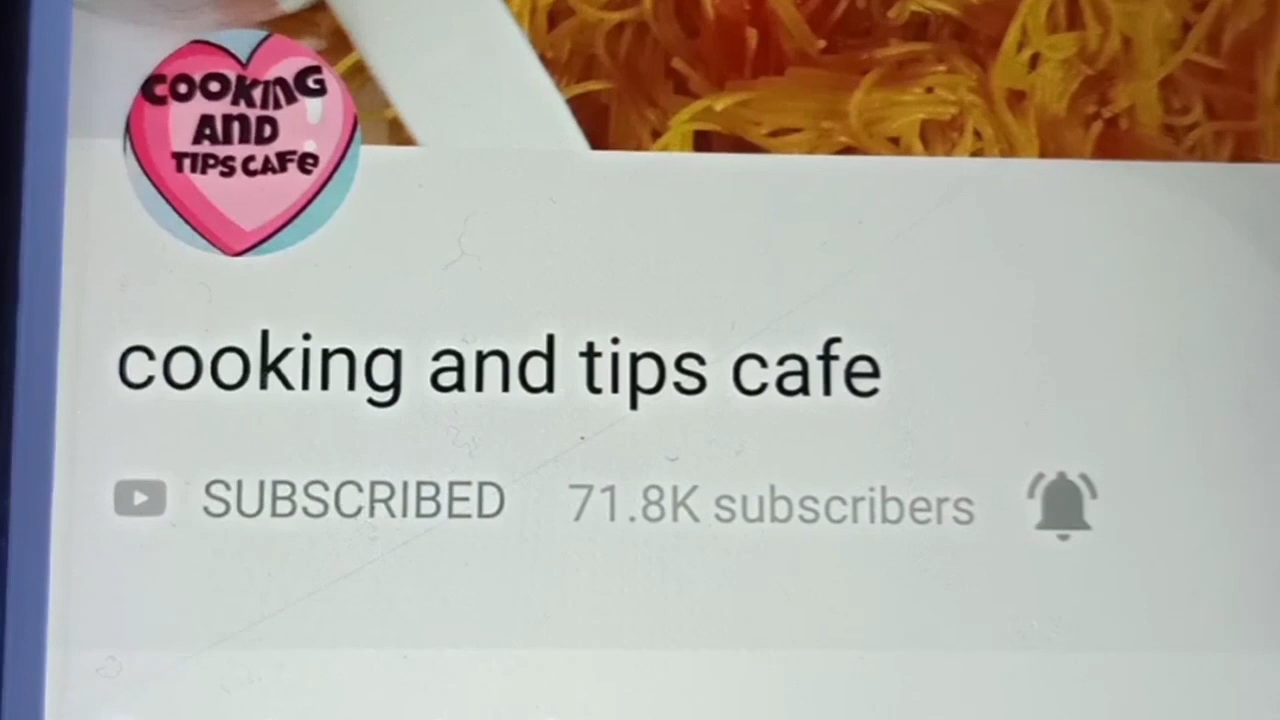 COOKING
AND
TIPS CAFe
cooking and tips cafe
SUBSCRIBED 71.8K subscribers